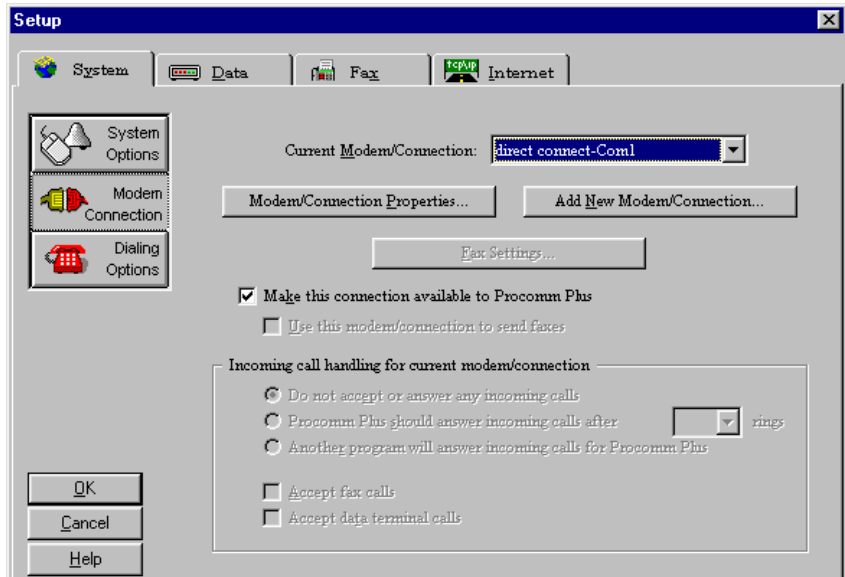 Setup
System
Data
Fax
tcp\ip
Internet
System
Options
Modem
Connection
Dialing
Options
Current Modem/Connection:
direct connect-Com1
Modem/Connection Properties...
Add New Modem/Connection...
Fax Settings...
Make this connection available to Procomm Plus
Use this modem/connection to send faxes
Incoming call handling for current modem/connection
Do not accept or answer any incoming calls
Procomm Plus should answer incoming calls after rings
Another program will answer incoming calls for Procomm Plus
Accept fax calls
Accept data terminal calls
OK
Cancel
Help